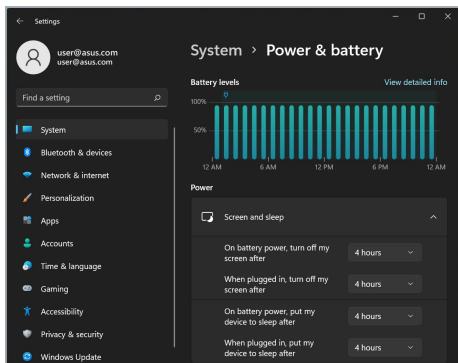 Settings
user@asus.com
user@asus.com
Find a setting
System
Bluetooth & devices
Network & internet
Personalization
Apps
Accounts
Time & language
Gaming
Accessibility
Privacy & security
Windows Update
System > Power & battery
Battery levels
View detailed info
100%
50%
12 AM 6 AM 12 PM 6 PM 12 AM
Power
Screen and sleep
On battery power, turn off my
screen after
4 hours
When plugged in, turn off my
screen after
4 hours
On battery power, put my
device to sleep after
4 hours
When plugged in, put my
device to sleep after
4 hours